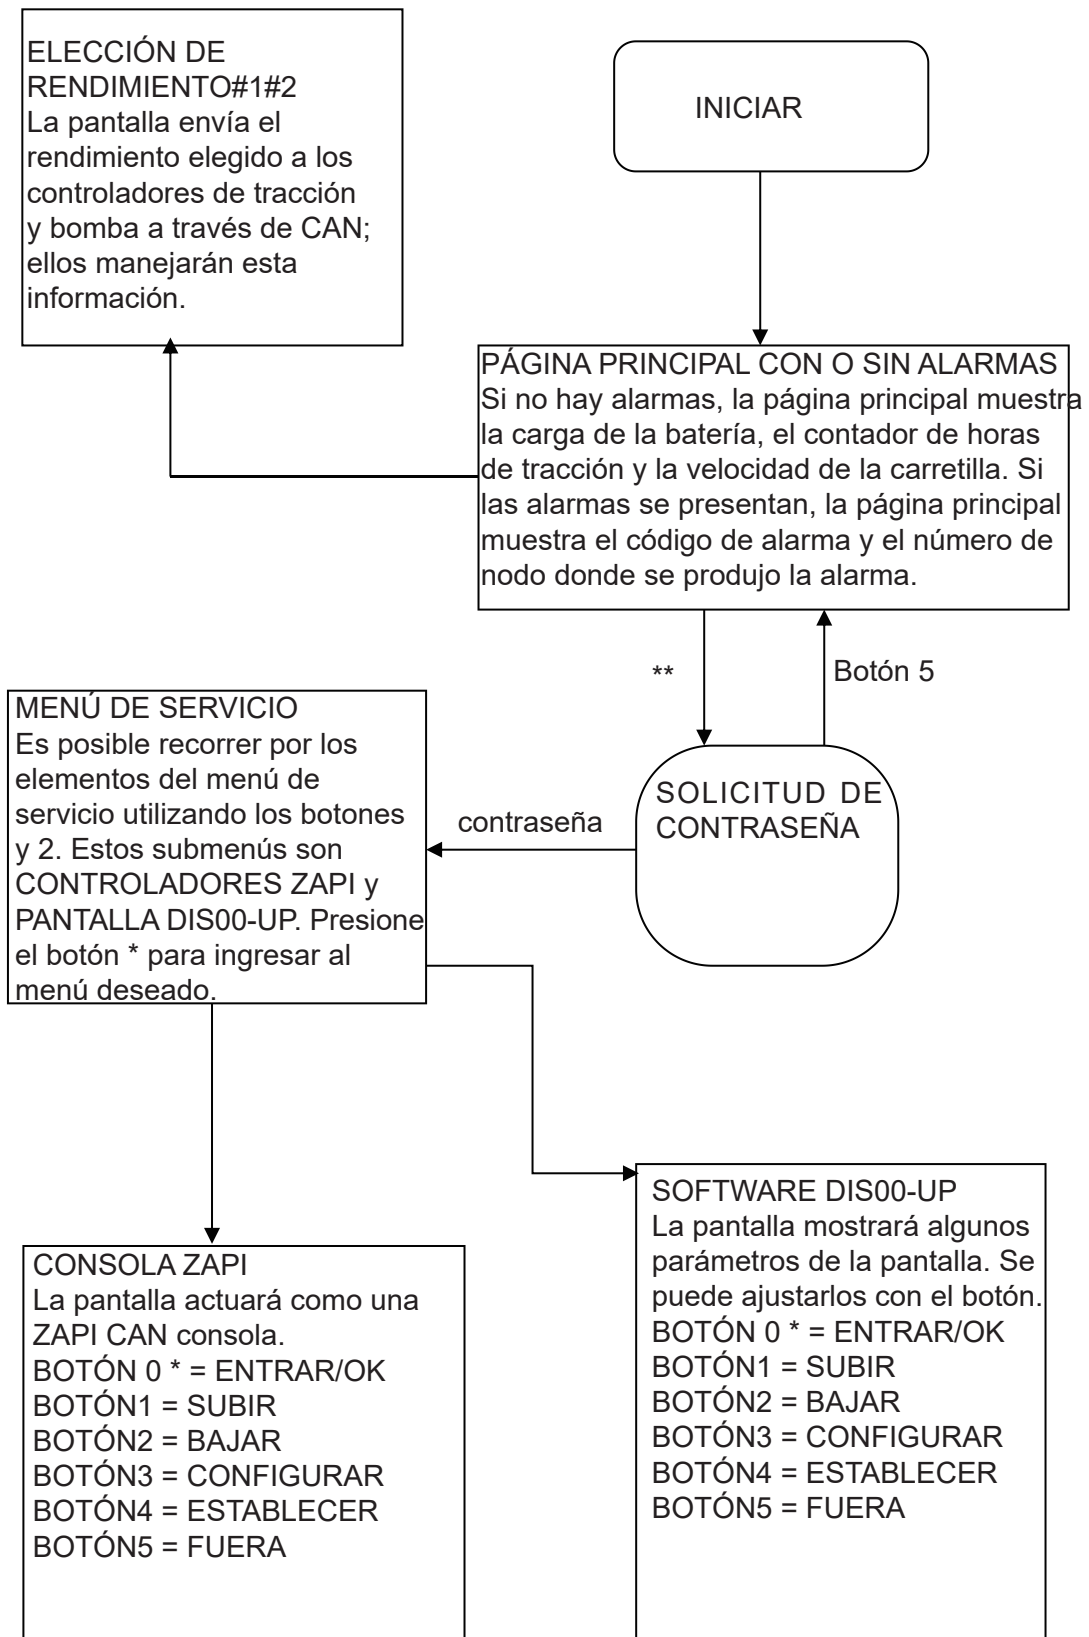 ELECCIÓN DE
RENDIMIENTO#1#2
La pantalla envía el
rendimiento elegido a los
controladores de tracción
y bomba a través de CAN;
ellos manejarán esta
información.
INICIAR
PÁGINA PRINCIPAL CON O SIN ALARMAS
Si no hay alarmas, la página principal muestra
la carga de la batería, el contador de horas
de tracción y la velocidad de la carretilla. Si
las alarmas se presentan, la página principal
muestra el código de alarma y el número de
nodo donde se produjo la alarma.
**
Botón 5
MENÚ DE SERVICIO
Es posible recorrer por los
elementos del menú de
servicio utilizando los botones
y 2. Estos submenús son
CONTROLADORES ZAPI y
PANTALLA DIS00-UP. Presione
el botón * para ingresar al
menú deseado.
contraseña
SOLICITUD DE
CONTRASEÑA
CONSOLA ZAPI
La pantalla actuará como una
ZAPI CAN consola.
BOTÓN 0 * = ENTRAR/OK
BOTÓN1 = SUBIR
BOTÓN2 = BAJAR
BOTÓN3 = CONFIGURAR
BOTÓN4 = ESTABLECER
BOTÓN5 = FUERA
SOFTWARE DIS00-UP
La pantalla mostrará algunos
parámetros de la pantalla. Se
puede ajustarlos con el botón.
BOTÓN 0 * = ENTRAR/OK
BOTÓN1 = SUBIR
BOTÓN2 = BAJAR
BOTÓN3 = CONFIGURAR
BOTÓN4 = ESTABLECER
BOTÓN5 = FUERA